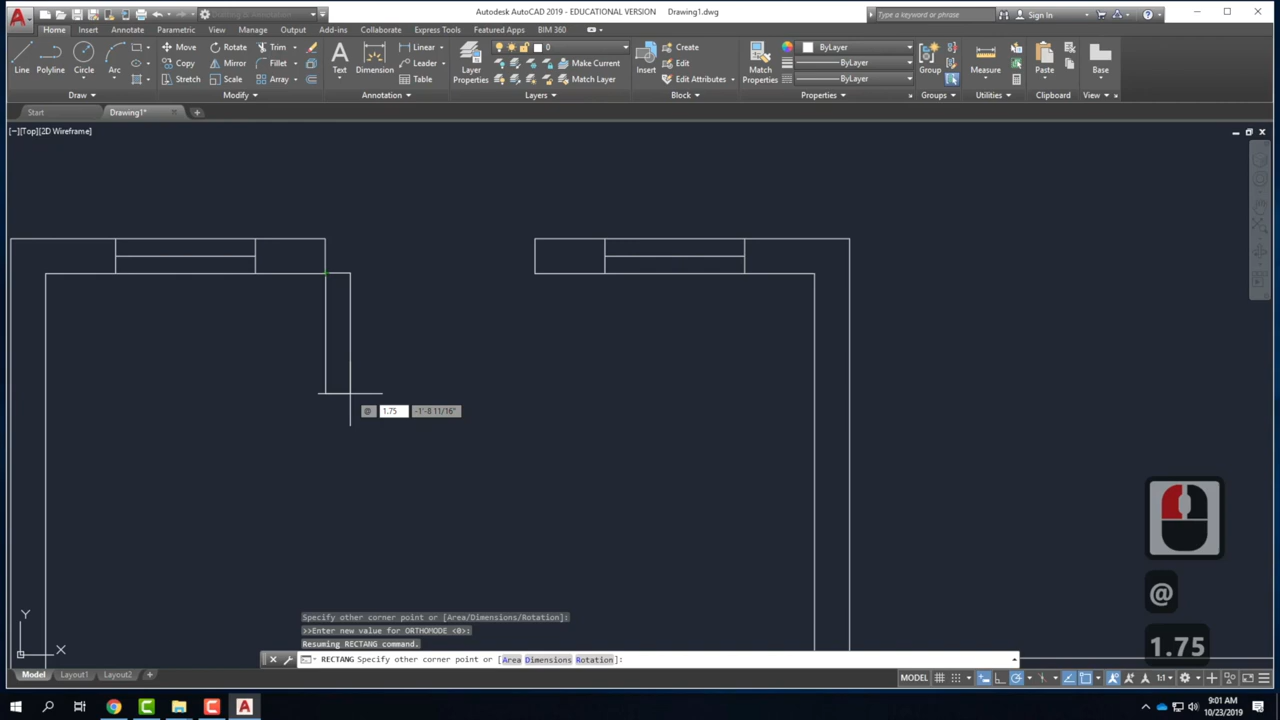 Autodesk AutoCAD 2019 - EDUCATIONAL VERSION Drawing1.dwg
Type a keyword or phrase
Sign In
Home Insert Annotate Parametric View Manage Output Add-ins Collaborate Express Tools Featured Apps BIM 360
Line Polyline Circle Arc
Move Rotate Trim
Copy Mirror Fillet
Stretch Scale Array
Text Dimension
Linear
Leader
Table
Layer Properties
0
Make Current
Match Layer
Insert
Create
Edit
Edit Attributes
Match Properties
ByLayer
ByLayer
ByLayer
Group
Measure
Paste
Base
Draw Modify Annotation Layers Block Properties Groups Utilities Clipboard View
Start Drawing1*
[−][Top][2D Wireframe]
@ 1.75 -1'-8 11/16"
@
1.75
Y
X
Specify other corner point or [Area/Dimensions/Rotation]:
>>Enter new value for ORTHOMODE <0>:
Resuming RECTANG command.
RECTANG Specify other corner point or [Area Dimensions Rotation]:
Model Layout1 Layout2 +
MODEL 1:1
9:01 AM
10/23/2019